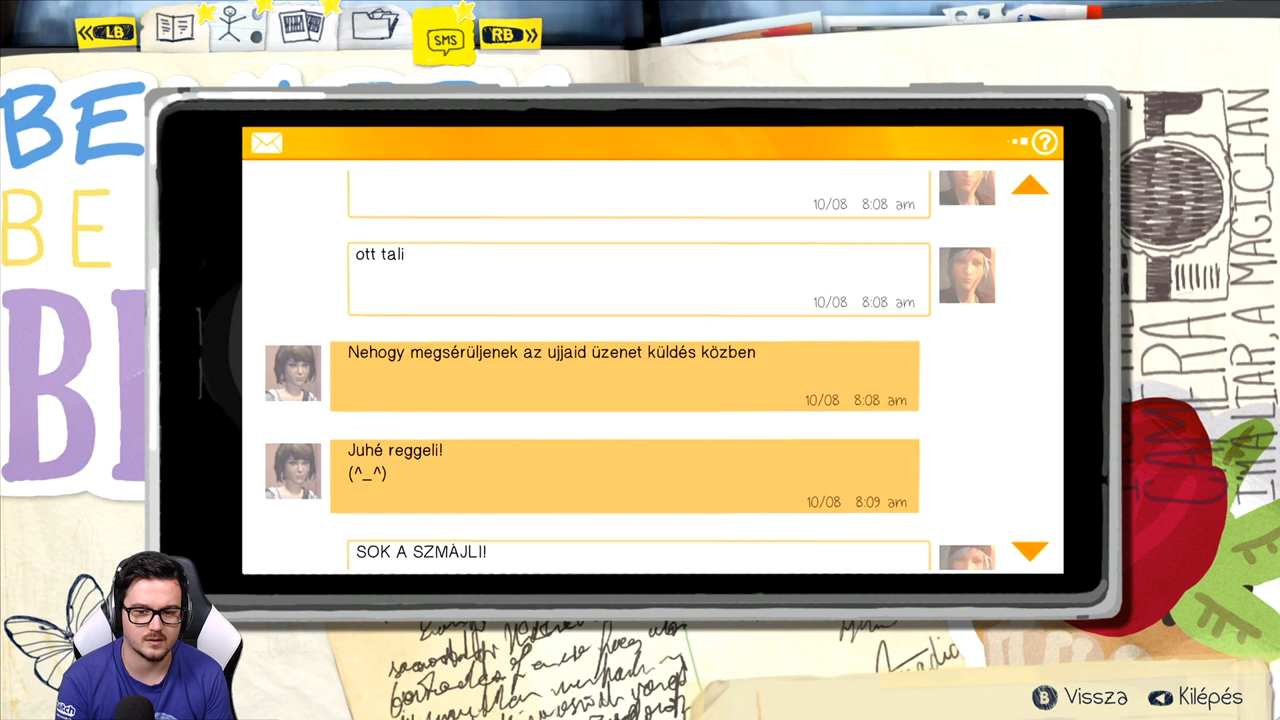 LB
SMS
RB
BE
BE
10/08 8:08 am
ott tali
10/08 8:08 am
Nehogy megsérüljenek az ujjaid üzenet küldés közben
10/08 8:08 am
Juhé reggeli!
(^_^)
10/08 8:09 am
SOK A SZMÀJLI!
CAMERA
I'M A LIAR, A MAGICIAN
B Vissza
Kilépés